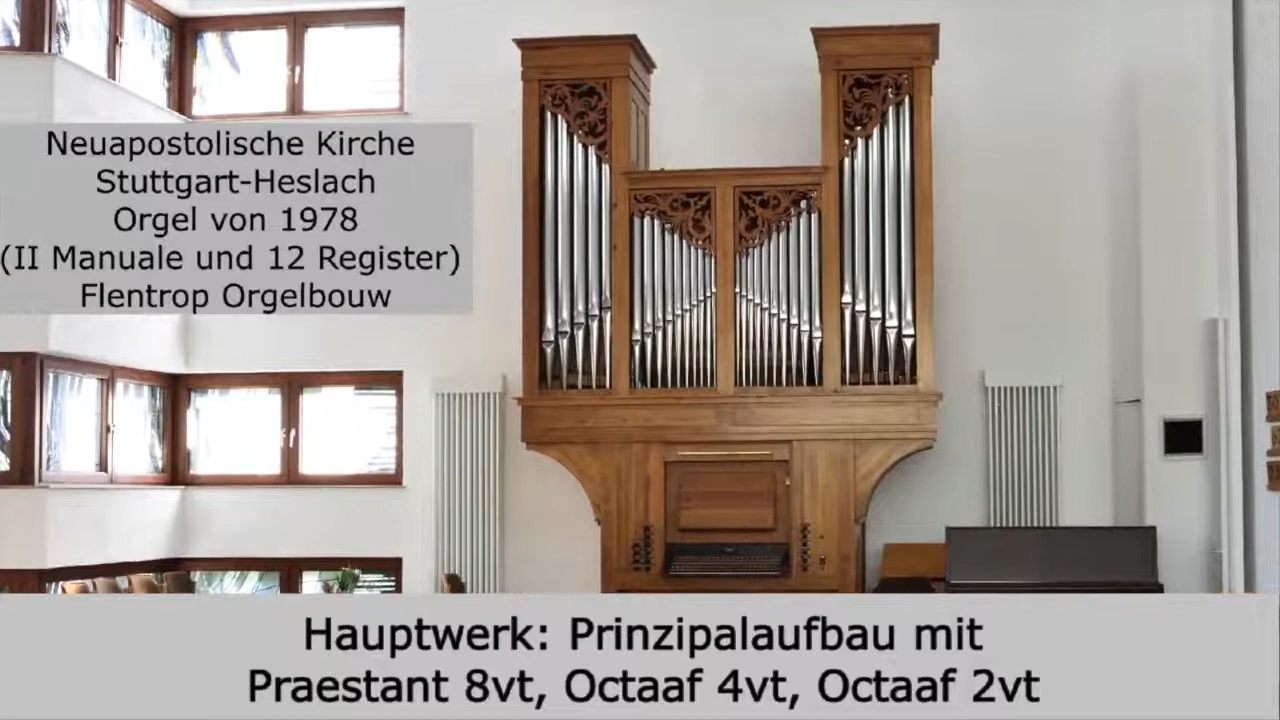 Neuapostolische Kirche
Stuttgart-Heslach
Orgel von 1978
(II Manuale und 12 Register)
Flentrop Orgelbouw
Hauptwerk: Prinzipalaufbau mit
Praestant 8vt, Octaaf 4vt, Octaaf 2vt